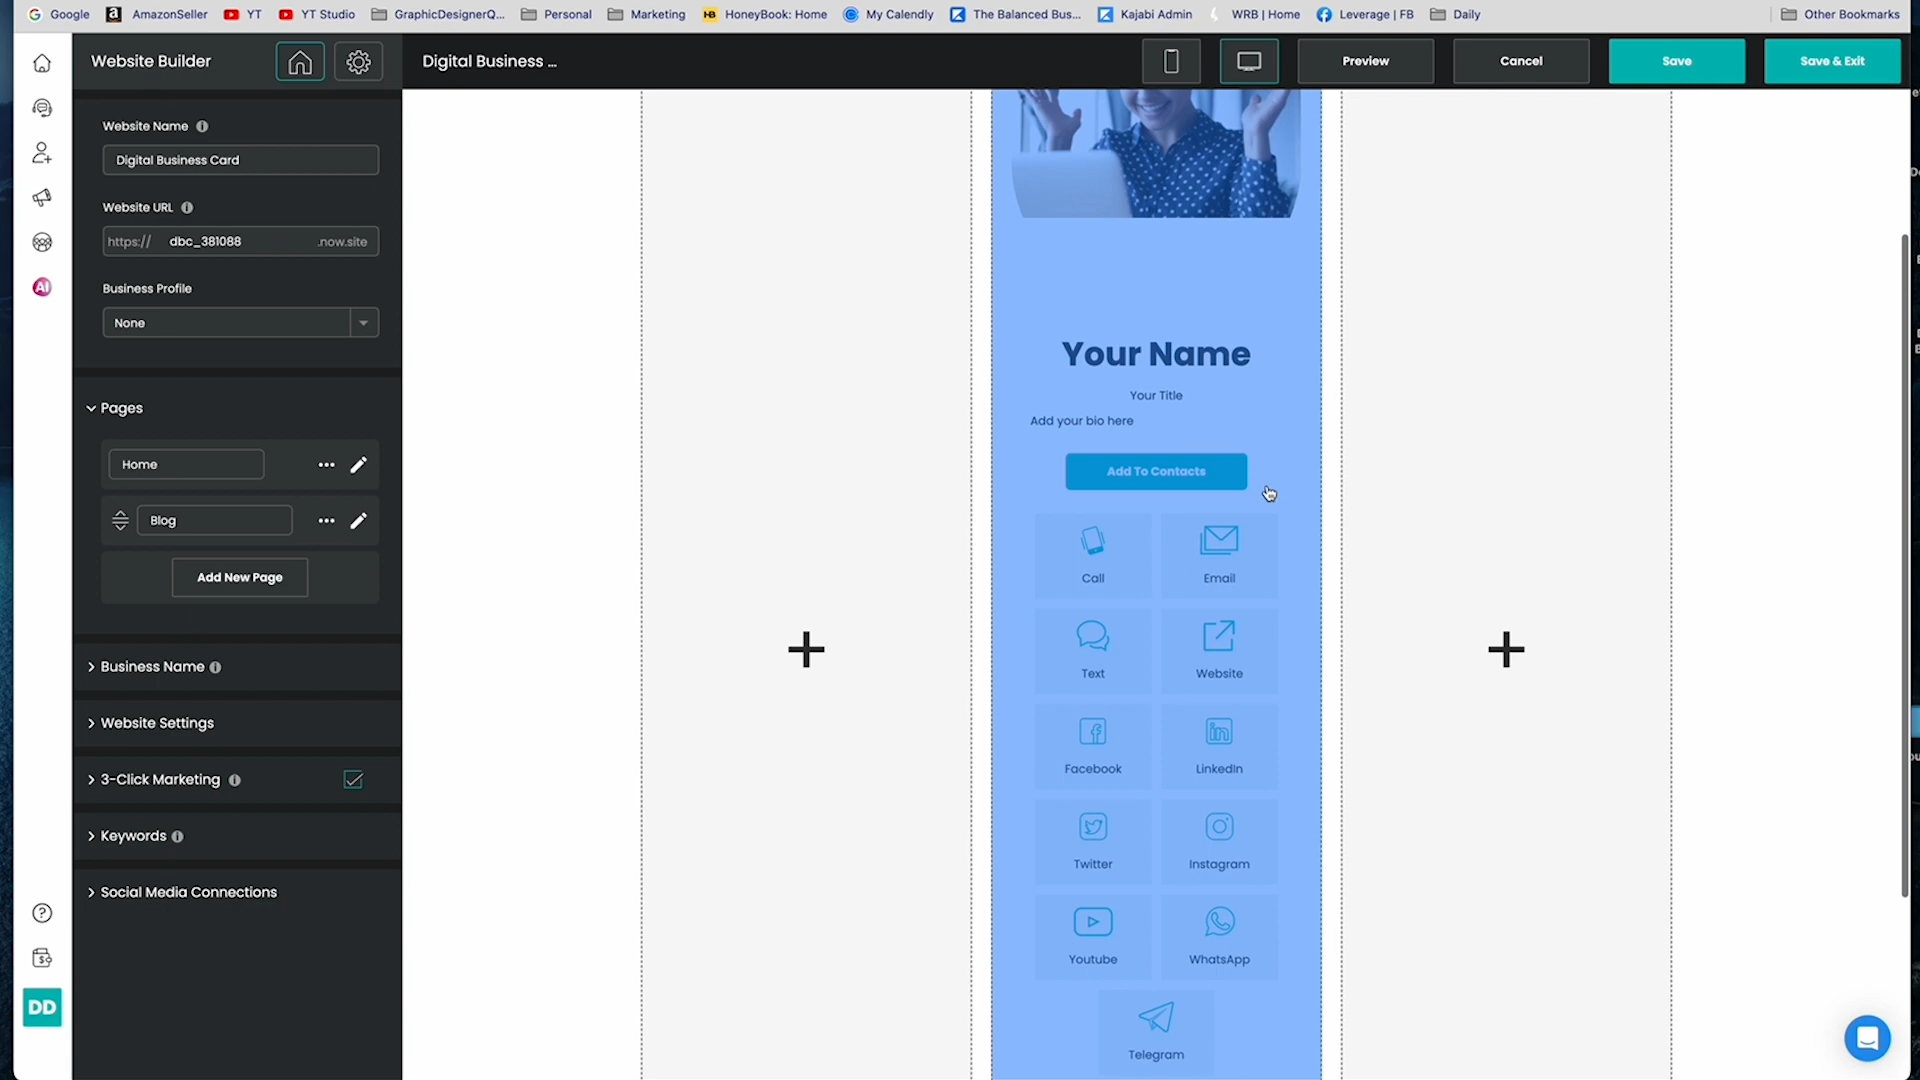 Google
AmazonSeller
YT
YT Studio
GraphicDesignerQ...
Personal
Marketing
HB
HoneyBook: Home
My Calendly
The Balanced Bus...
Kajabi Admin
WRB | Home
Leverage | FB
Daily
Other Bookmarks
Website Builder
Digital Business ...
Preview
Cancel
Save
Save & Exit
Website Name
Digital Business Card
Website URL
https:// dbc_381088 .now.site
Business Profile
None
Pages
Home
Blog
Add New Page
Business Name
Website Settings
3-Click Marketing
Keywords
Social Media Connections
AI
DD
Your Name
Your Title
Add your bio here
Add To Contacts
Call
Email
Text
Website
Facebook
LinkedIn
Twitter
Instagram
Youtube
WhatsApp
Telegram